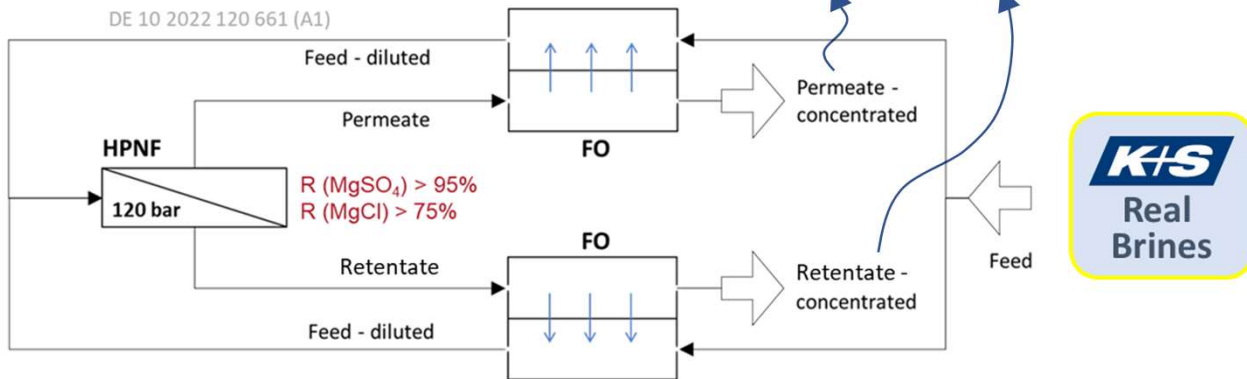 DE 10 2022 120 661 (A1)
Feed - diluted
Permeate
FO
Permeate -
concentrated
HPNF
120 bar
R (MgSO₄) > 95%
R (MgCl) > 75%
FO
Retentate
Retentate -
concentrated
Feed - diluted
Feed
K+S
Real
Brines